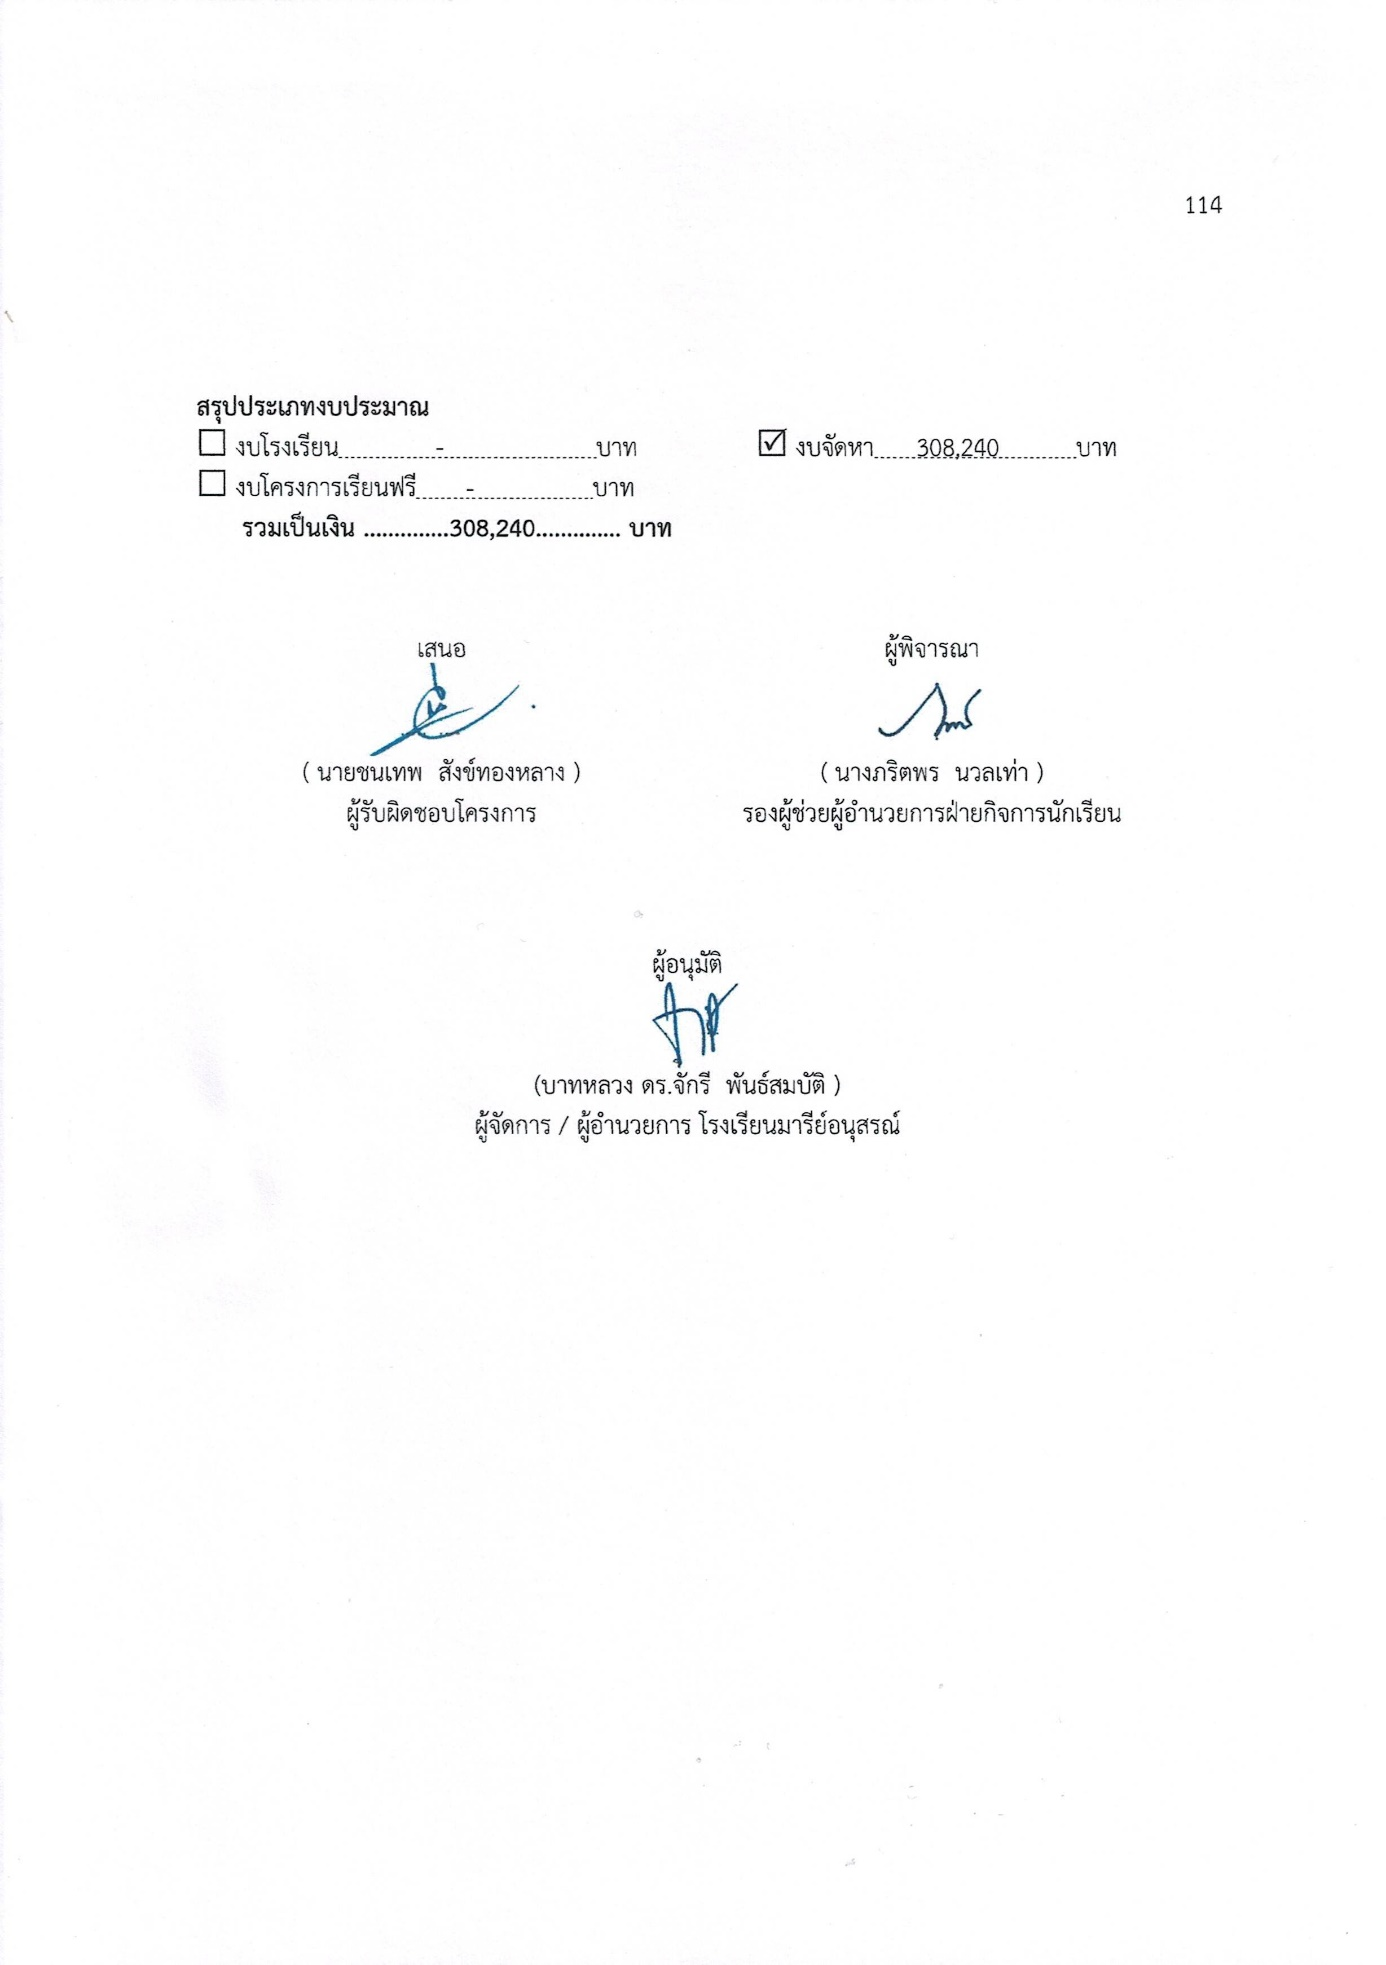 114
สรุปประเภทงบประมาณ
☐ งบโรงเรียน...............-.........................บาท ☑ งบจัดหา.......308,240.............บาท
☐ งบโครงการเรียนฟรี........-....................บาท
รวมเป็นเงิน ..............308,240.............. บาท
เสนอ ผู้พิจารณา
( นายชนเทพ สังข์ทองหลาง ) ( นางภริตพร นวลเท่า )
ผู้รับผิดชอบโครงการ รองผู้ช่วยผู้อำนวยการฝ่ายกิจการนักเรียน
ผู้อนุมัติ
(บาทหลวง ดร.จักรี พันธ์สมบัติ )
ผู้จัดการ / ผู้อำนวยการ โรงเรียนมารีย์อนุสรณ์